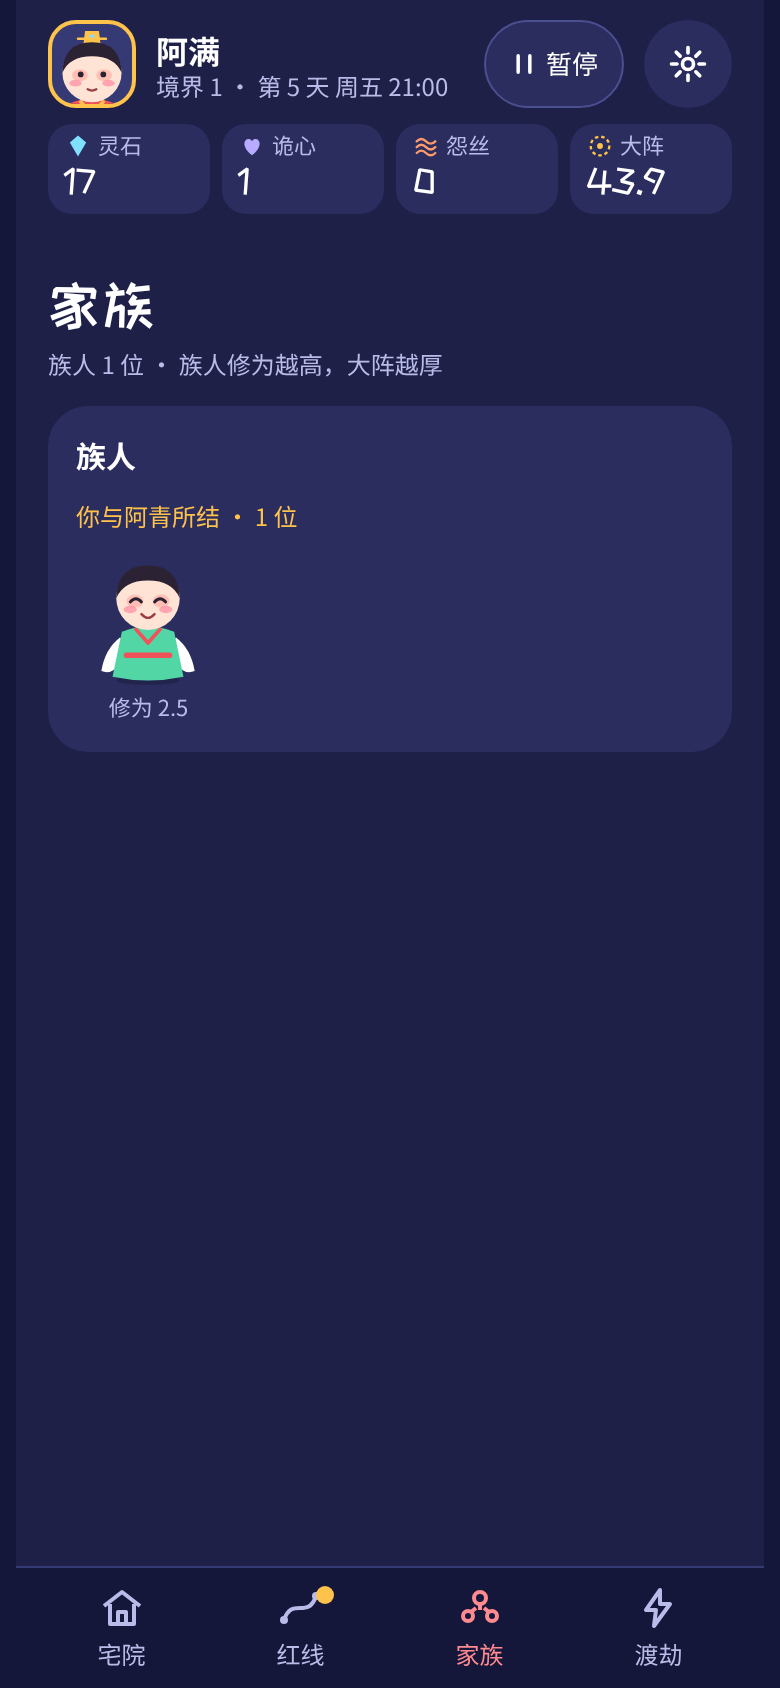 阿满
境界 1 · 第 5 天 周五 21:00
暂停
灵石
17
诡心
1
怨丝
0
大阵
43.9
家族
族人 1 位 · 族人修为越高，大阵越厚
族人
你与阿青所结 · 1 位
修为 2.5
宅院
红线
家族
渡劫